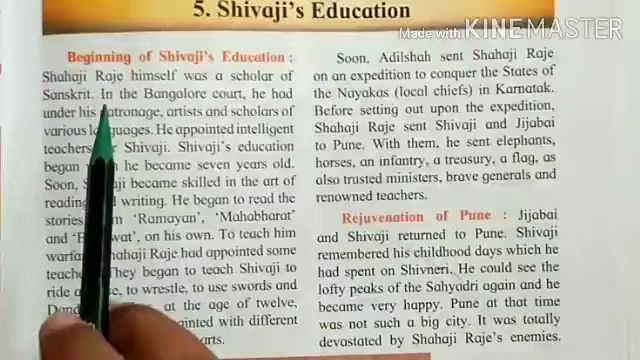 5. Shivaji's Education
Made with KINEMASTER
Beginning of Shivaji's Education :
Shahaji Raje himself was a scholar of
Sanskrit. In the Bangalore court, he had
under his patronage, artists and scholars of
various languages. He appointed intelligent
teachers Shivaji. Shivaji's education
began he became seven years old.
Soon, became skilled in the art of
reading writing. He began to read the
stories 'Ramayan', 'Mahabharat'
and on his own. To teach him
Shahaji Raje had appointed some
They began to teach Shivaji to
ride to wrestle, to use swords and
at the age of twelve,
with different
arts.
Soon, Adilshah sent Shahaji Raje
on an expedition to conquer the States of
the Nayakas (local chiefs) in Karnatak.
Before setting out upon the expedition,
Shahaji Raje sent Shivaji and Jijabai
to Pune. With them, he sent elephants,
horses, an infantry, a treasury, a flag, as
also trusted ministers, brave generals and
renowned teachers.
Rejuvenation of Pune : Jijabai
and Shivaji returned to Pune. Shivaji
remembered his childhood days which he
had spent on Shivneri. He could see the
lofty peaks of the Sahyadri again and he
became very happy. Pune at that time
was not such a big city. It was totally
devastated by Shahaji Raje's enemies.